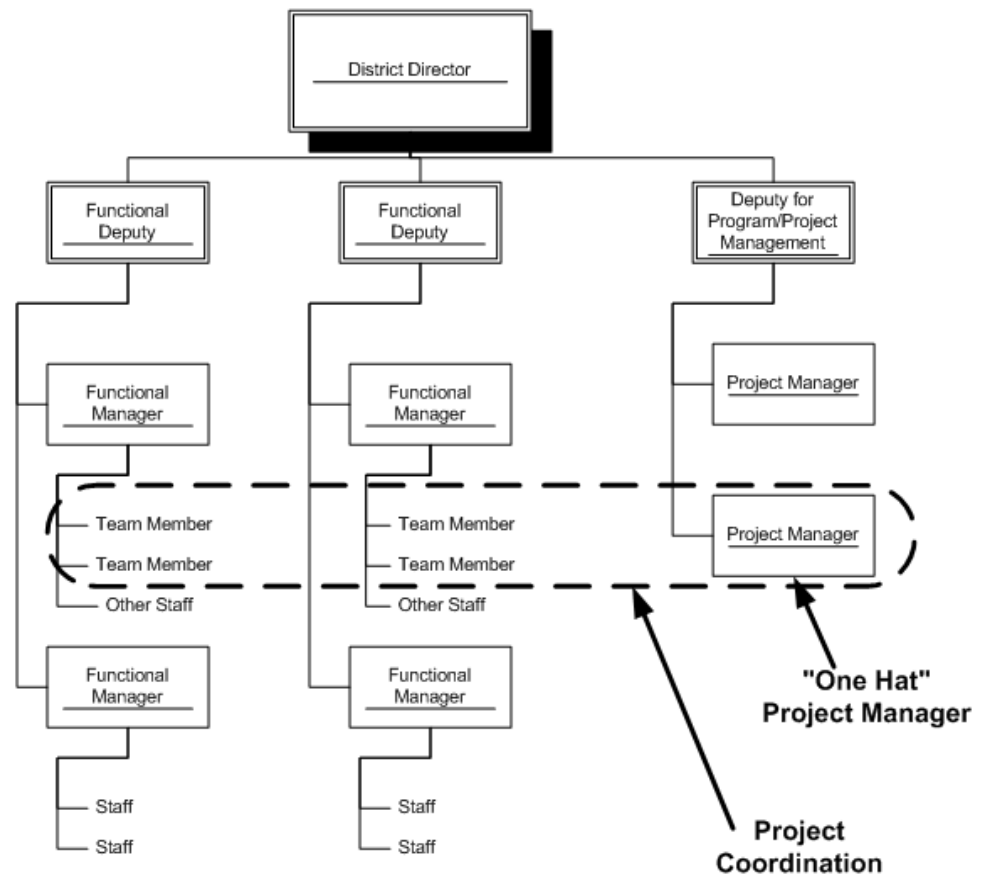 District Director
Functional
Deputy
Functional
Deputy
Deputy for
Program/Project
Management
Functional
Manager
Functional
Manager
Project Manager
Team Member
Team Member
Other Staff
Team Member
Team Member
Other Staff
Project Manager
Functional
Manager
Functional
Manager
"One Hat"
Project Manager
Staff
Staff
Staff
Staff
Project
Coordination